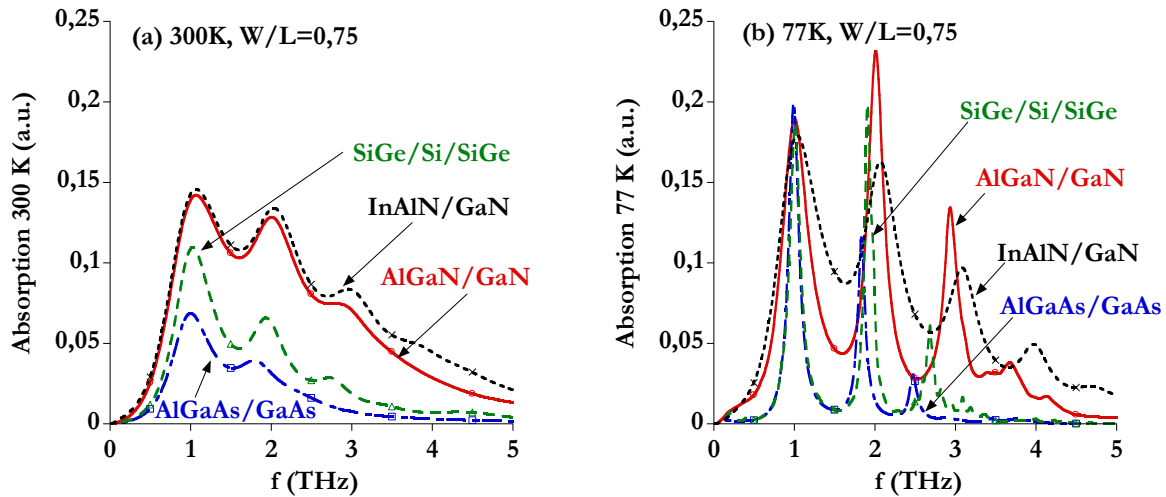 (a) 300K, W/L=0,75
Absorption 300 K (a.u.)
0,25
0,2
0,15
0,1
0,05
0
SiGe/Si/SiGe
InAlN/GaN
AlGaN/GaN
AlGaAs/GaAs
0 1 2 3 4 5
f (THz)
(b) 77K, W/L=0,75
Absorption 77 K (a.u.)
0,25
0,2
0,15
0,1
0,05
0
SiGe/Si/SiGe
AlGaN/GaN
InAlN/GaN
AlGaAs/GaAs
0 1 2 3 4 5
f (THz)